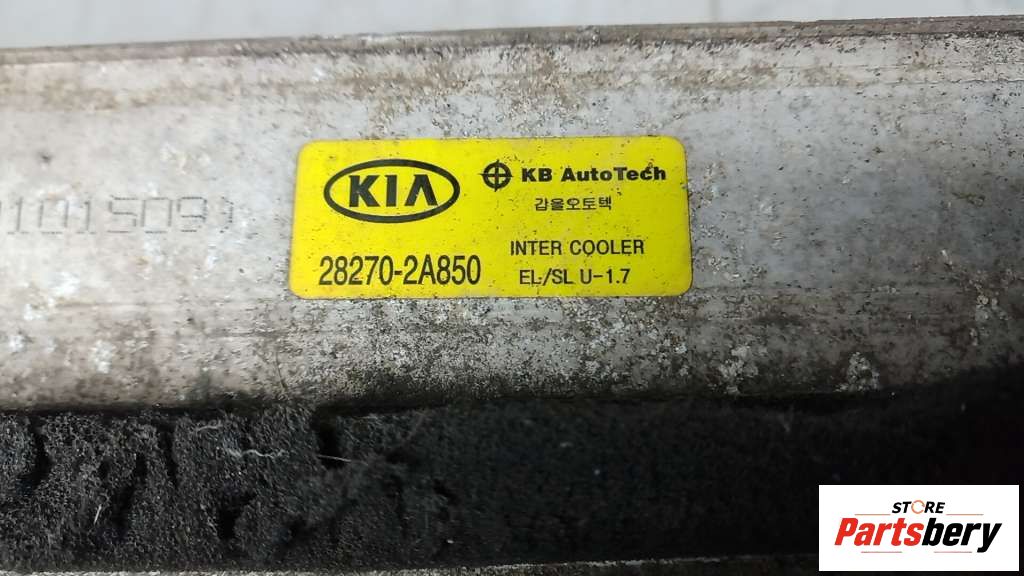 KIA
KB AutoTech
갑을오토텍
28270-2A850
INTER COOLER
EL/SL U-1.7
STORE
Partsbery